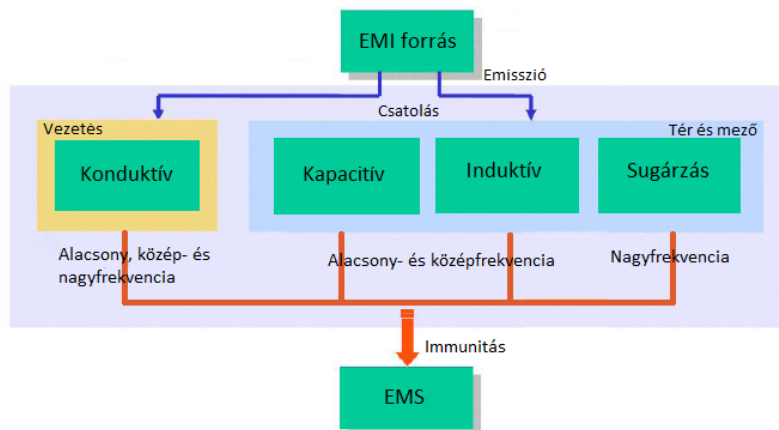 EMI forrás
Emisszió
Csatolás
Vezetés
Tér és mező
Konduktív
Kapacitív
Induktív
Sugárzás
Alacsony, közép- és
nagyfrekvencia
Alacsony- és középfrekvencia
Nagyfrekvencia
Immunitás
EMS